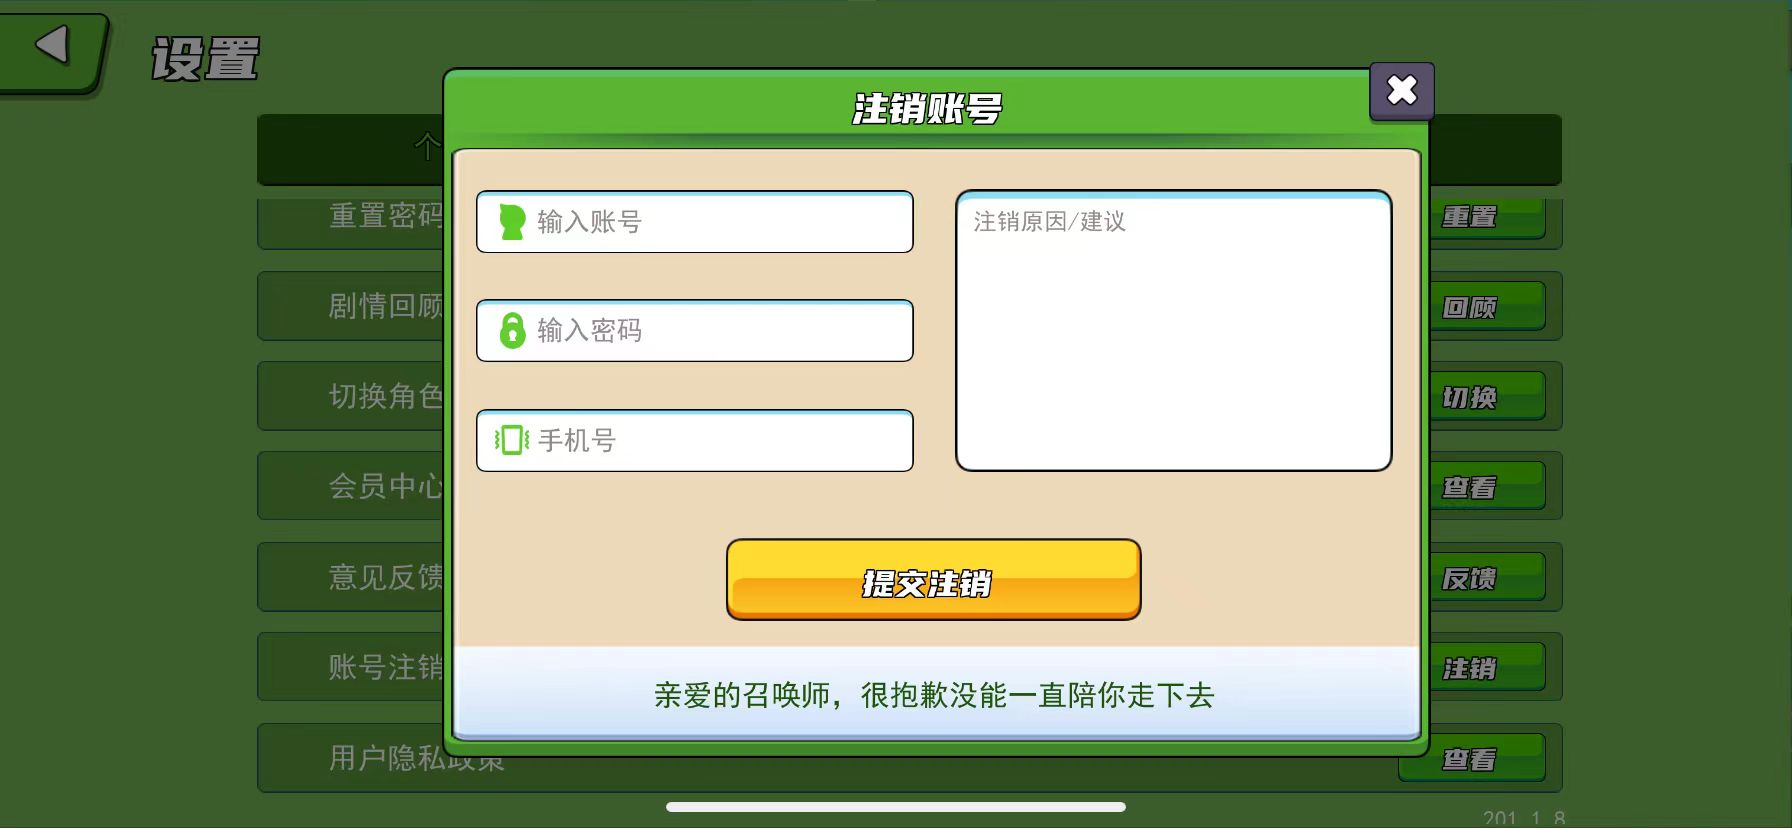 设置
注销账号
个
重置密码
重置
剧情回顾
回顾
切换角色
切换
会员中心
查看
意见反馈
反馈
账号注销
注销
用户隐私政策
查看
输入账号
输入密码
手机号
注销原因/建议
提交注销
亲爱的召唤师，很抱歉没能一直陪你走下去
201.1.8